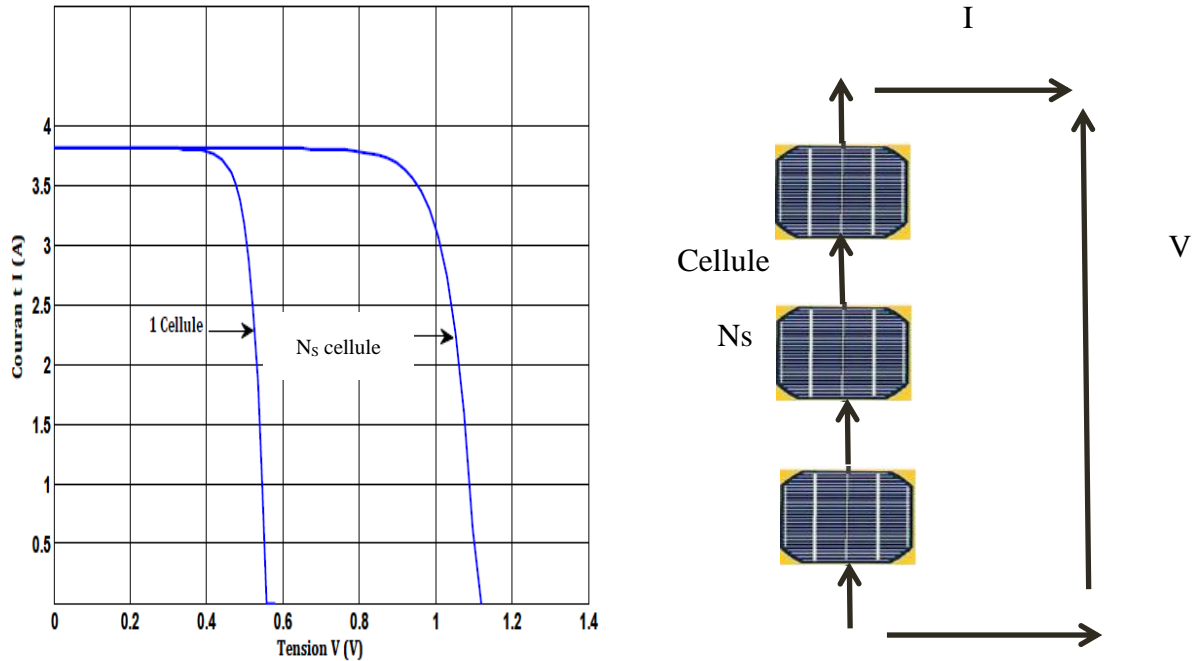 Couran t I (A)
4
3.5
3
2.5
2
1.5
1
0.5
0
0.2
0.4
0.6
0.8
1
1.2
1.4
Tension V (V)
1 Cellule
NS cellule
I
Cellule
Ns
V